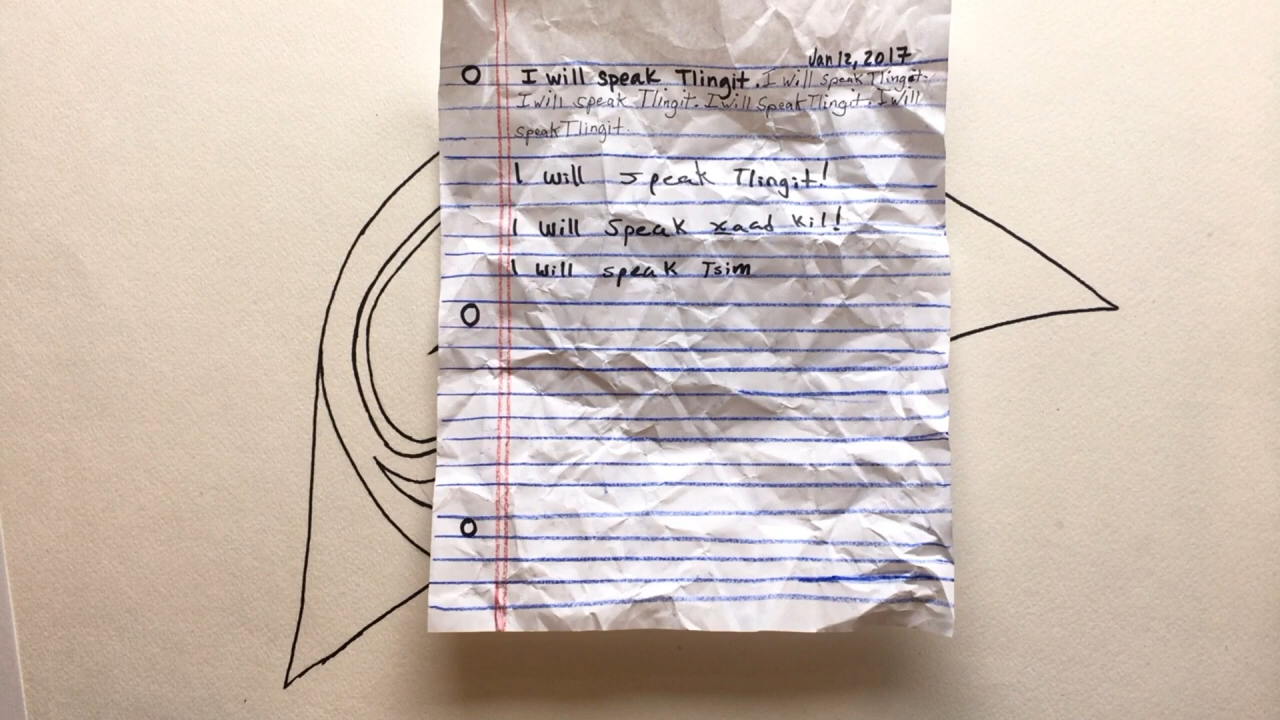 Jan 12, 2017
I will speak Tlingit. I will speak Tlingit.
I will speak Tlingit. I will speak Tlingit. I will
speak Tlingit.
I will speak Tlingit!
I will speak xaad kil!
I will speak Tsim